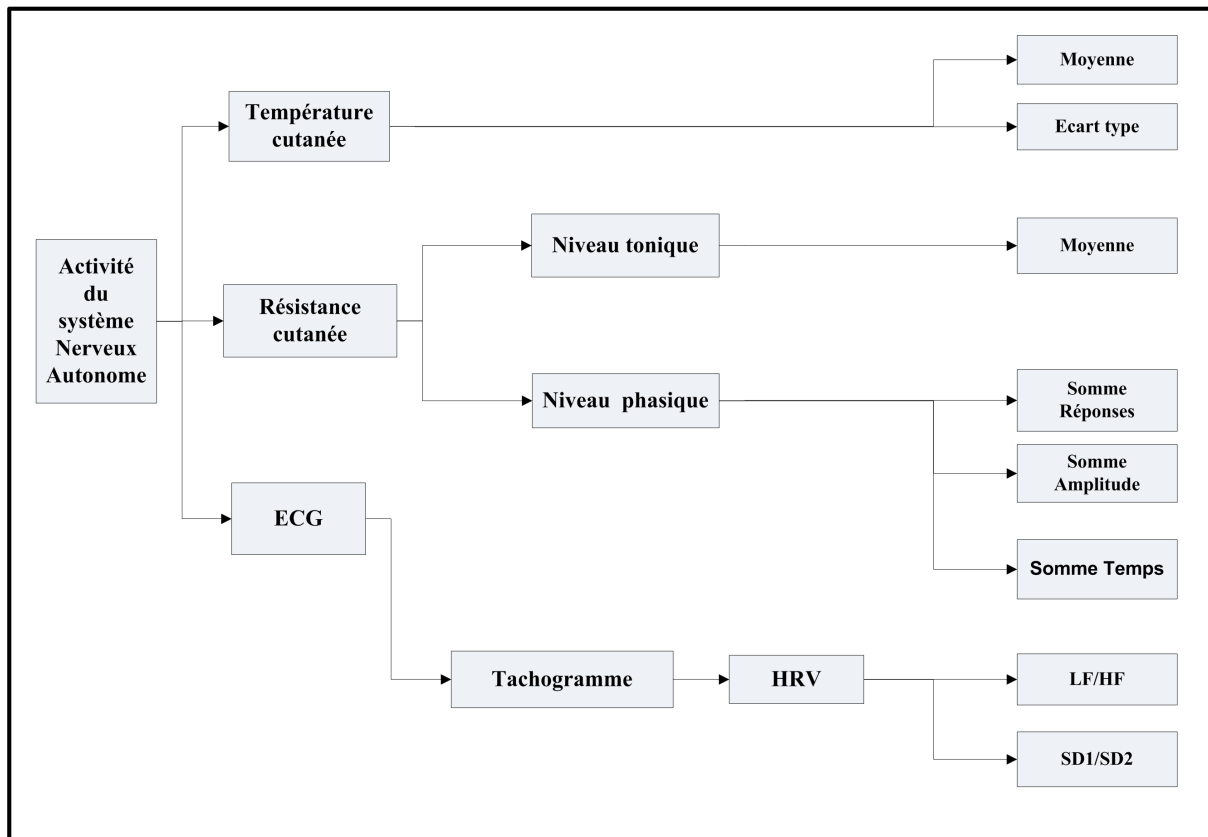 Activité
du
système
Nerveux
Autonome
Température
cutanée
Moyenne
Ecart type
Résistance
cutanée
Niveau tonique
Moyenne
Niveau phasique
Somme
Réponses
Somme
Amplitude
Somme Temps
ECG
Tachogramme
HRV
LF/HF
SD1/SD2